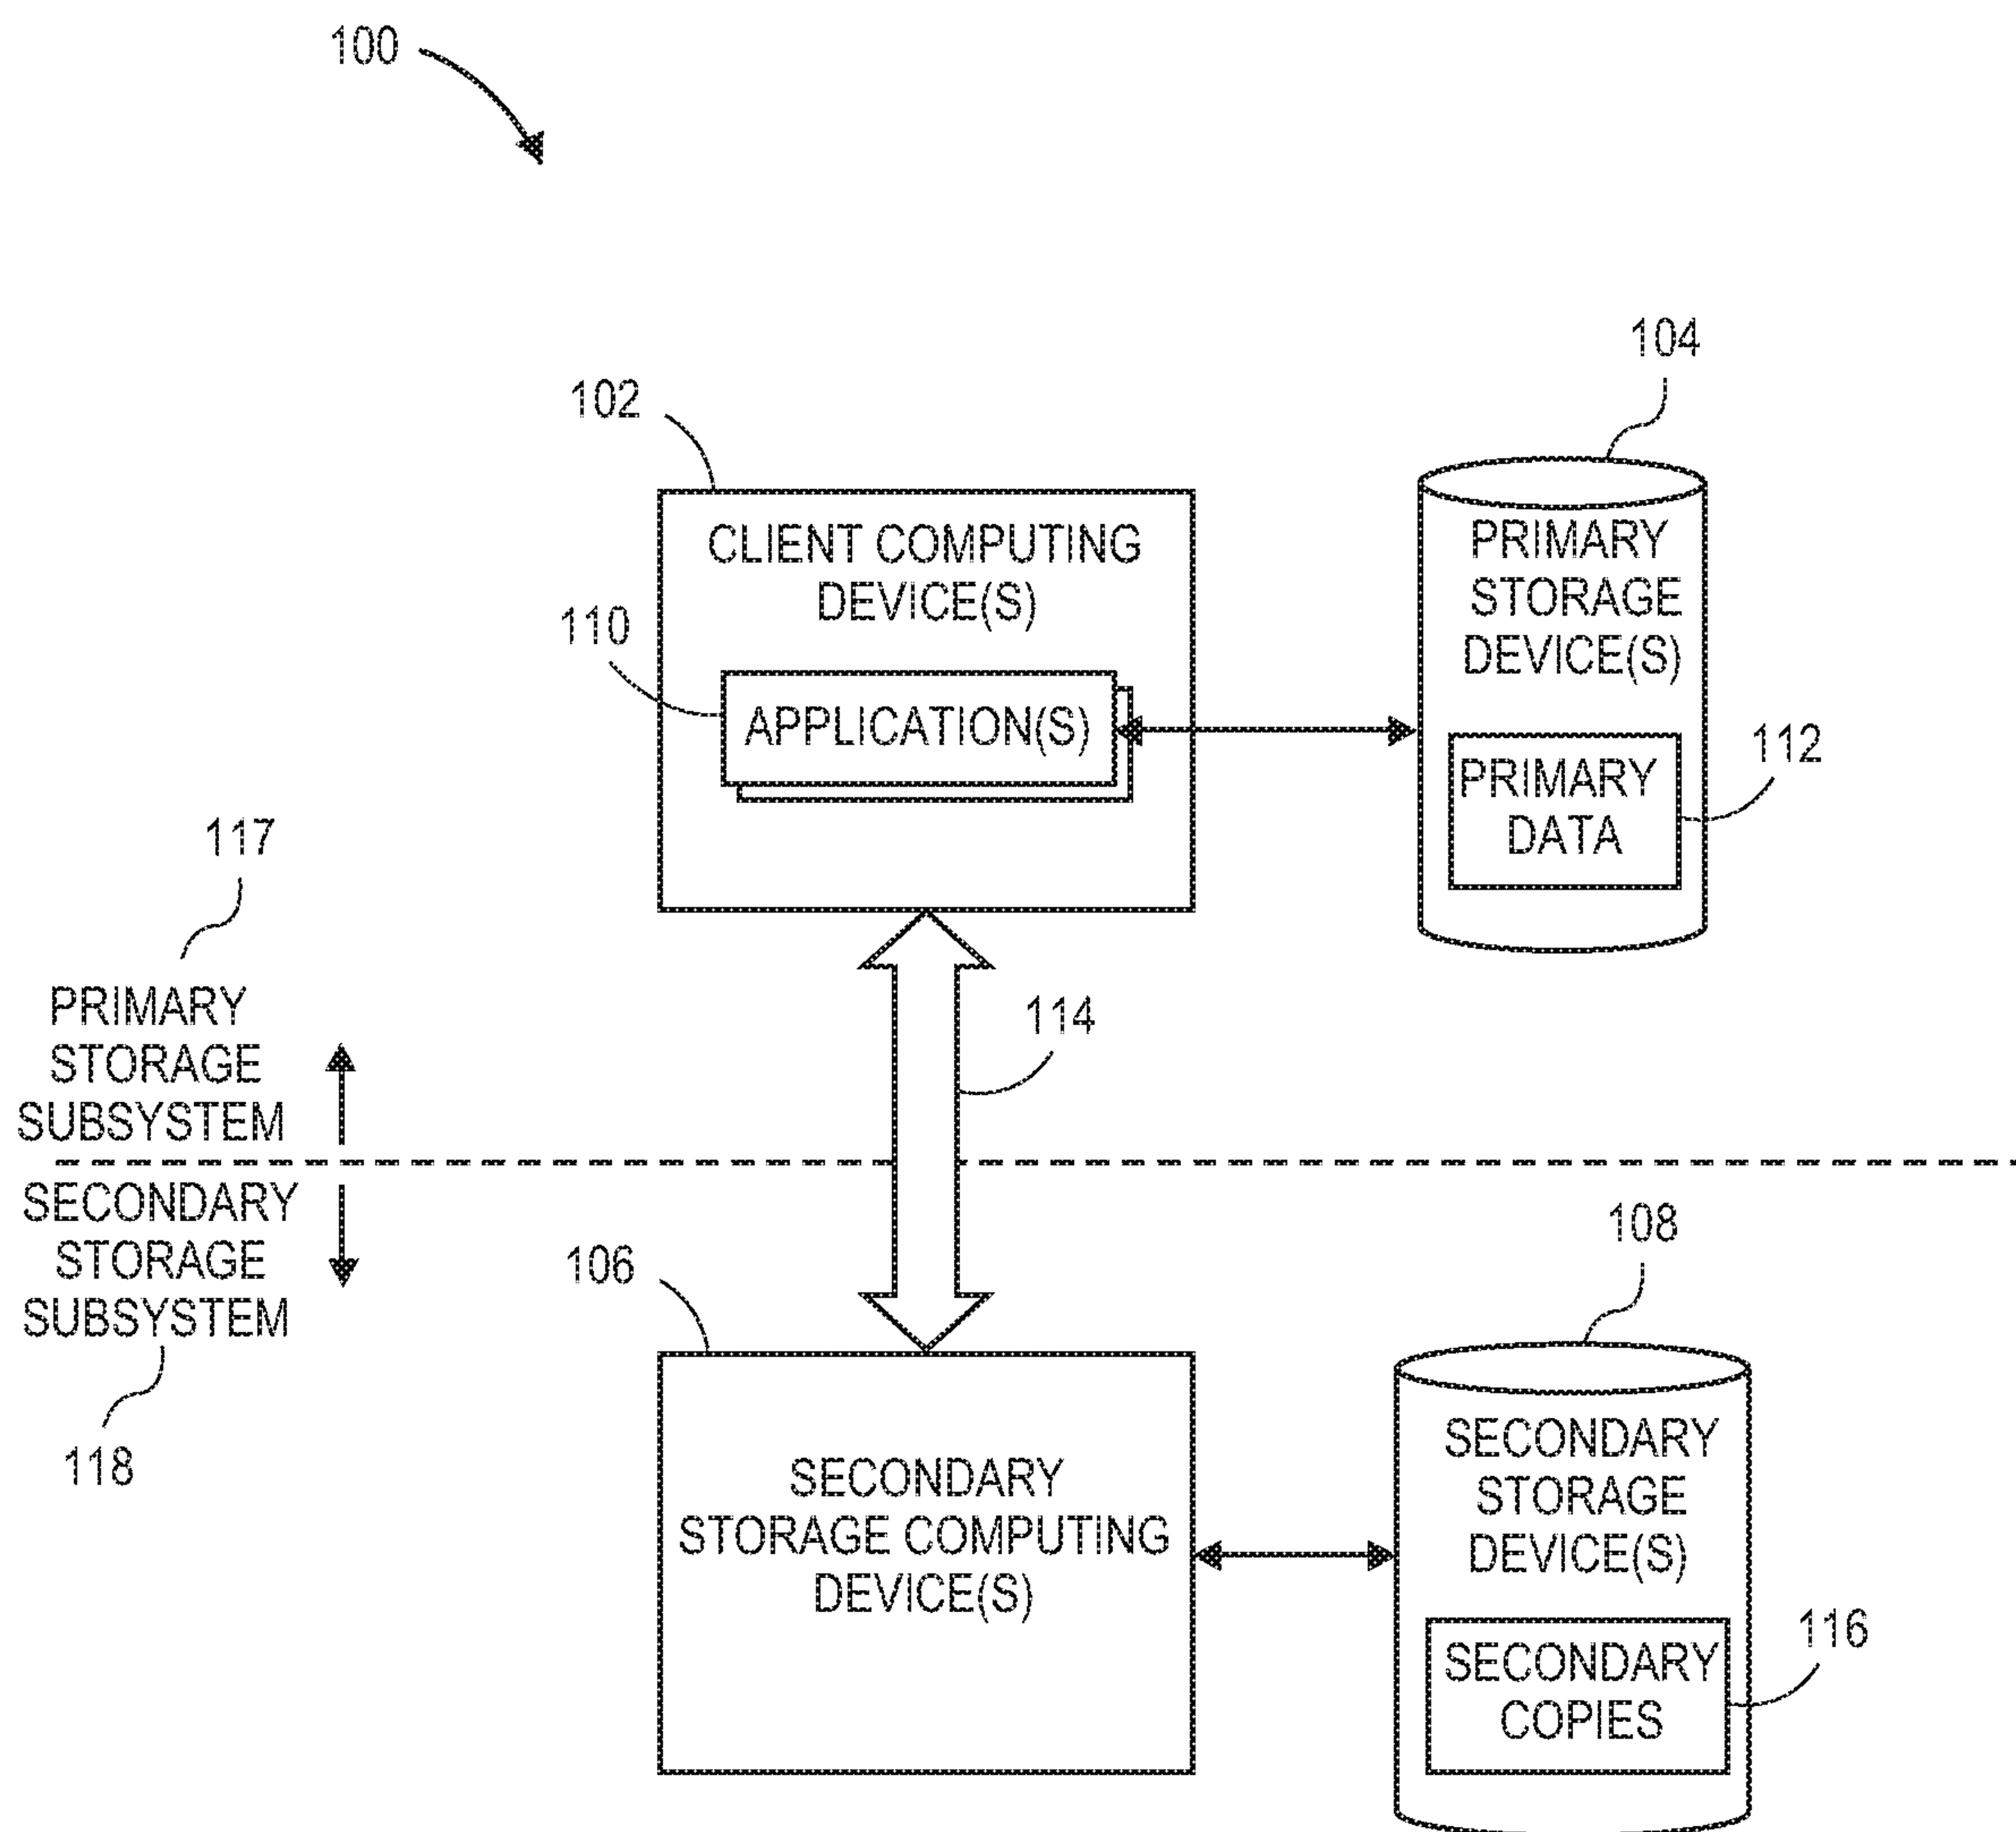 100
104
102
CLIENT COMPUTING
DEVICE(S)
PRIMARY
STORAGE
DEVICE(S)
110
APPLICATION(S)
112
PRIMARY
DATA
117
PRIMARY
STORAGE
SUBSYSTEM
114
SECONDARY
STORAGE
SUBSYSTEM
118
108
106
SECONDARY
STORAGE COMPUTING
DEVICE(S)
SECONDARY
STORAGE
DEVICE(S)
116
SECONDARY
COPIES